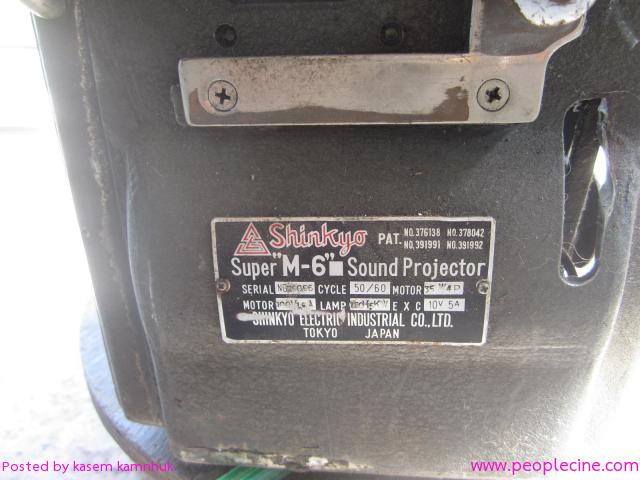 Shinkyo PAT. NO. 376138 NO. 378042
NO. 391991 NO. 391992
Super "M-6" Sound Projector
SERIAL CYCLE 50/60 MOTOR
MOTOR LAMP EXC 10V 5A
SHINKYO ELECTRIC INDUSTRIAL CO., LTD.
TOKYO JAPAN
Posted by kasem kamnhuk
www.peoplecine.com